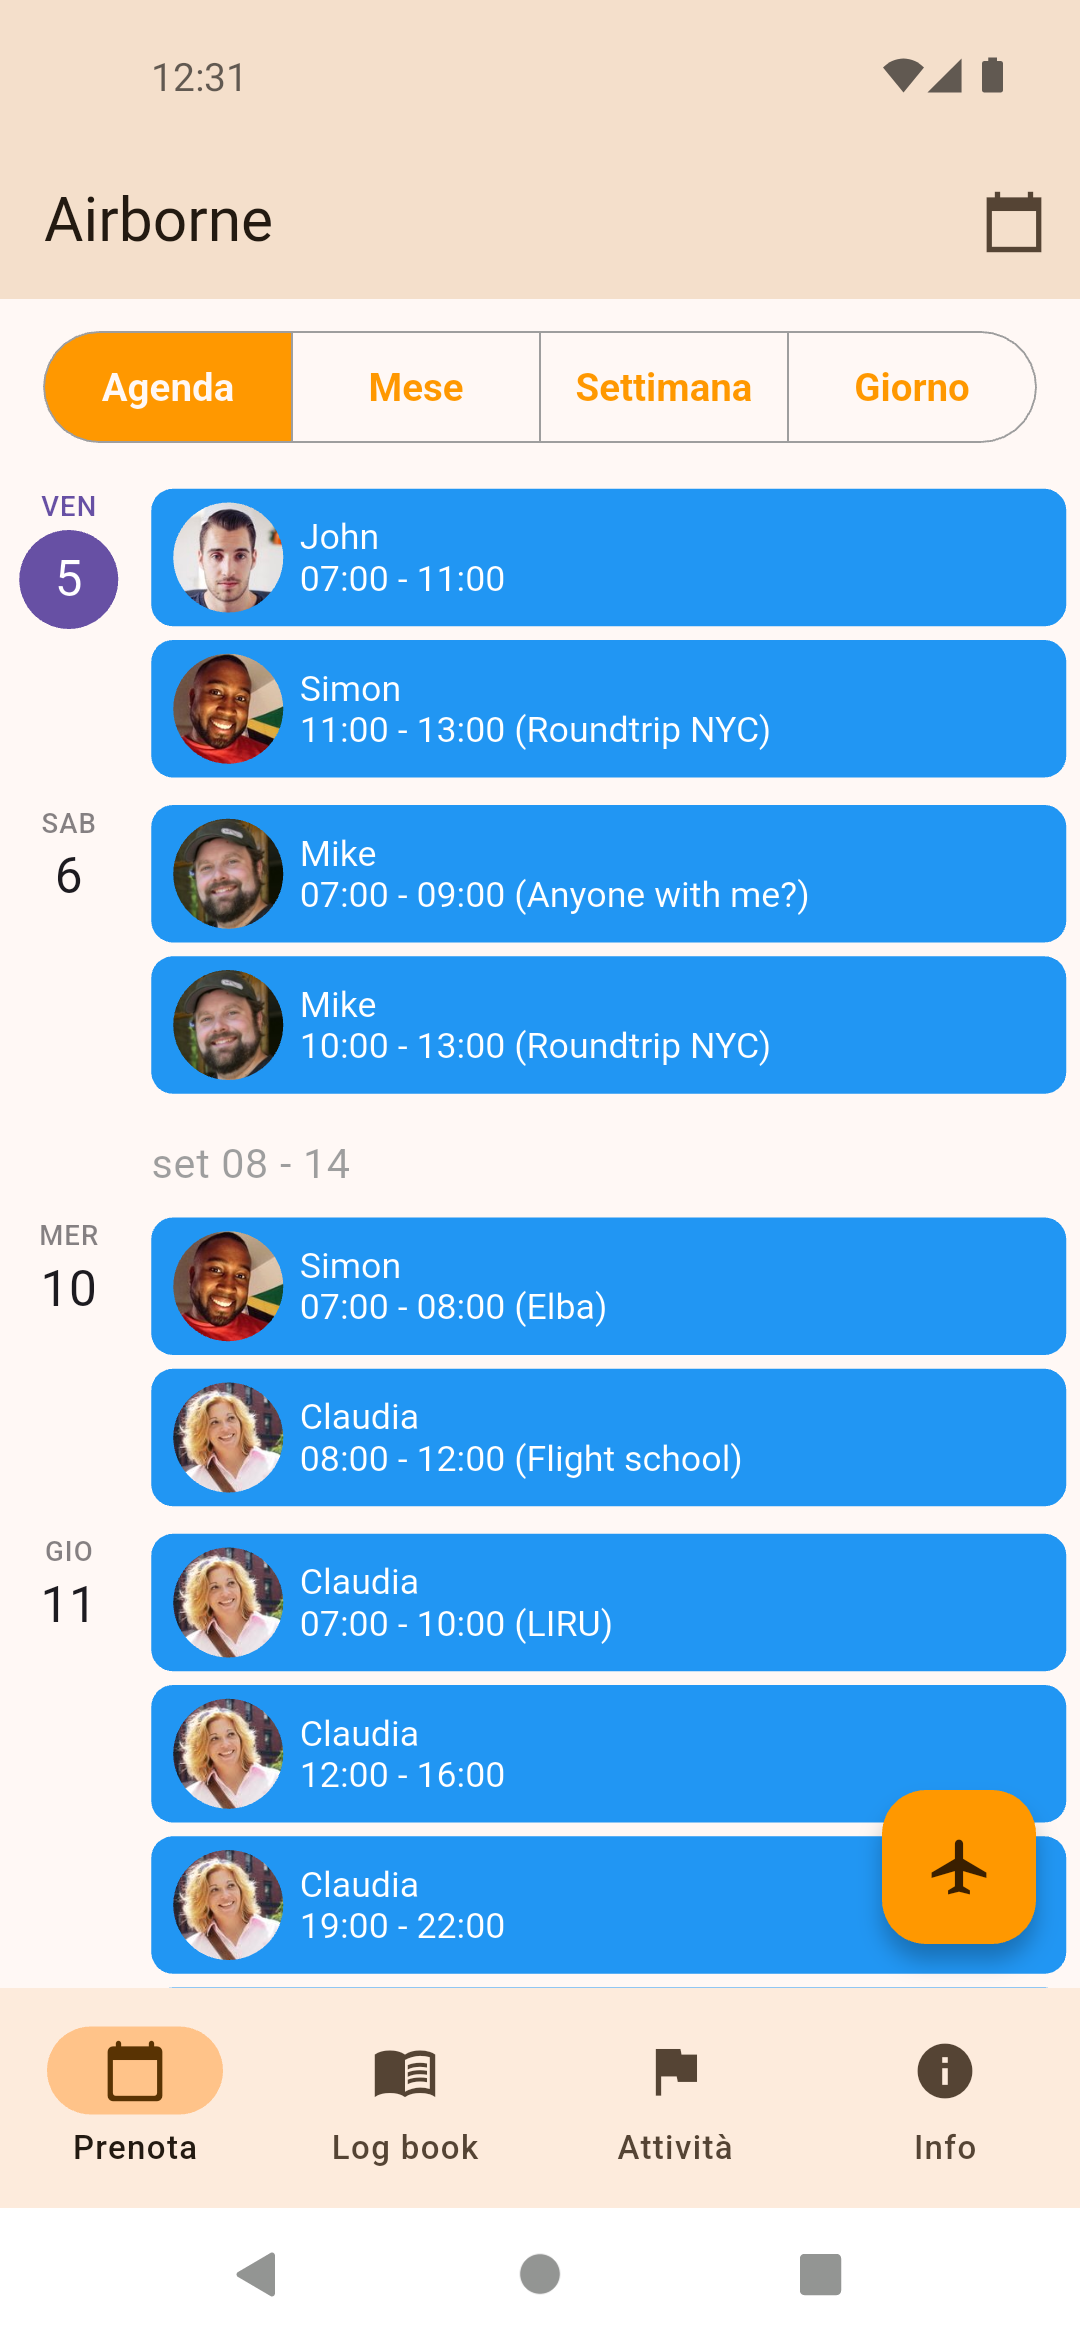 12:31
Airborne
Agenda
Mese
Settimana
Giorno
VEN
5
John
07:00 - 11:00
Simon
11:00 - 13:00 (Roundtrip NYC)
SAB
6
Mike
07:00 - 09:00 (Anyone with me?)
Mike
10:00 - 13:00 (Roundtrip NYC)
set 08 - 14
MER
10
Simon
07:00 - 08:00 (Elba)
Claudia
08:00 - 12:00 (Flight school)
GIO
11
Claudia
07:00 - 10:00 (LIRU)
Claudia
12:00 - 16:00
Claudia
19:00 - 22:00
Prenota
Log book
Attività
Info